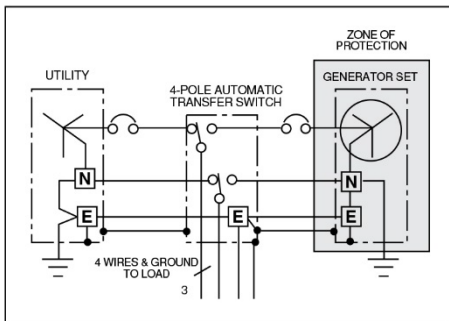 ZONE OF
PROTECTION
UTILITY
GENERATOR SET
4-POLE AUTOMATIC
TRANSFER SWITCH
N
N
E
E
E
4 WIRES & GROUND
TO LOAD
3